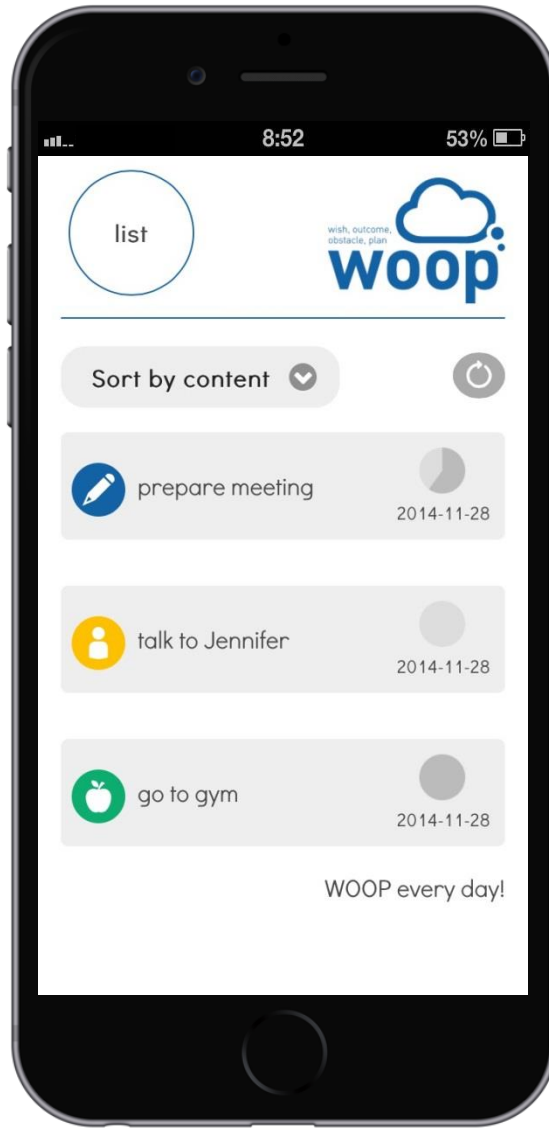 8:52
53%
list
wish, outcome,
obstacle, plan
woop
Sort by content
prepare meeting
2014-11-28
talk to Jennifer
2014-11-28
go to gym
2014-11-28
WOOP every day!